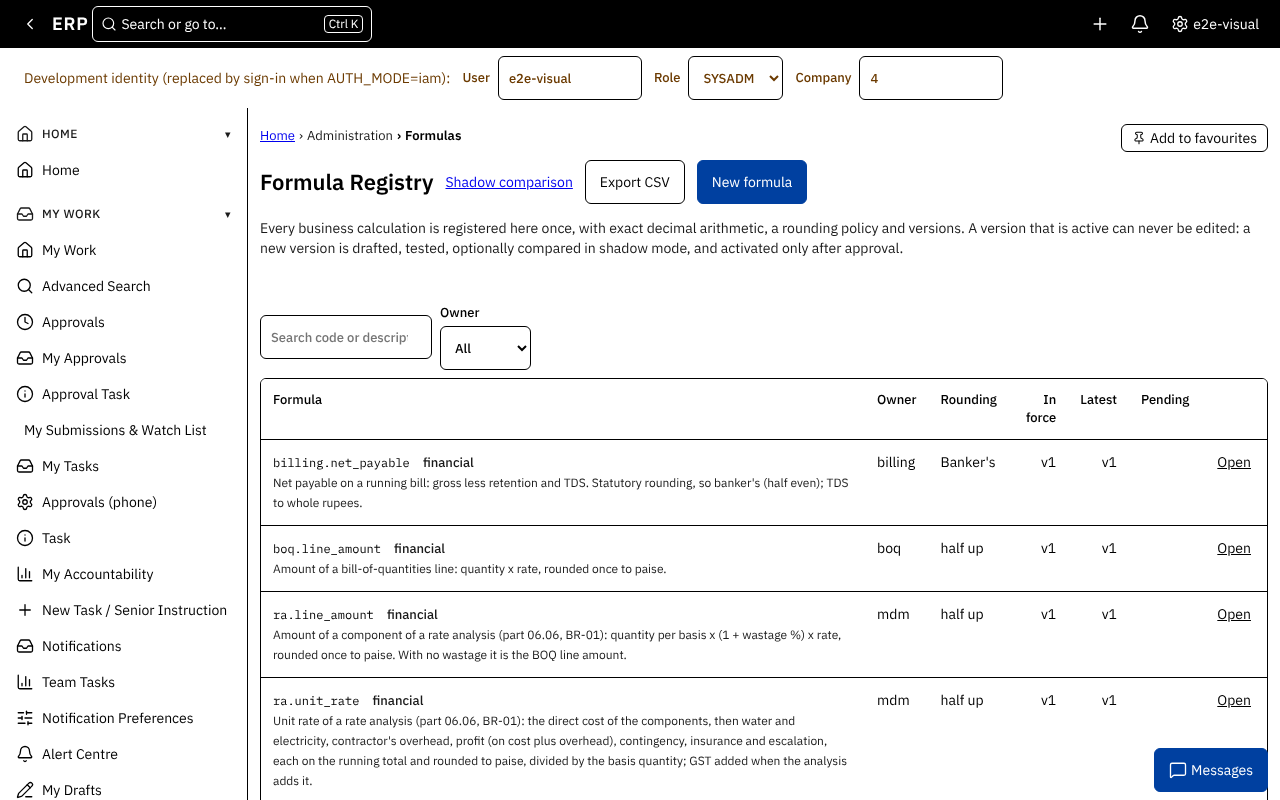 ERP
Search or go to...
Ctrl K
e2e-visual
Development identity (replaced by sign-in when AUTH_MODE=iam):
User
e2e-visual
Role
SYSADM
Company
4
HOME
Home
MY WORK
My Work
Advanced Search
Approvals
My Approvals
Approval Task
My Submissions & Watch List
My Tasks
Approvals (phone)
Task
My Accountability
New Task / Senior Instruction
Notifications
Team Tasks
Notification Preferences
Alert Centre
My Drafts
Home › Administration › Formulas
Add to favourites
Formula Registry
Shadow comparison
Export CSV
New formula
Every business calculation is registered here once, with exact decimal arithmetic, a rounding policy and versions. A version that is active can never be edited: a
new version is drafted, tested, optionally compared in shadow mode, and activated only after approval.
Search code or descrip
Owner
All
Formula Owner Rounding In force Latest Pending
billing.net_payable financial billing Banker's v1 v1 Open
Net payable on a running bill: gross less retention and TDS. Statutory rounding, so banker's (half even); TDS
to whole rupees.
boq.line_amount financial boq half up v1 v1 Open
Amount of a bill-of-quantities line: quantity x rate, rounded once to paise.
ra.line_amount financial mdm half up v1 v1 Open
Amount of a component of a rate analysis (part 06.06, BR-01): quantity per basis x (1 + wastage %) x rate,
rounded once to paise. With no wastage it is the BOQ line amount.
ra.unit_rate financial mdm half up v1 v1 Open
Unit rate of a rate analysis (part 06.06, BR-01): the direct cost of the components, then water and
electricity, contractor's overhead, profit (on cost plus overhead), contingency, insurance and escalation,
each on the running total and rounded to paise, divided by the basis quantity; GST added when the analysis
adds it.
Messages